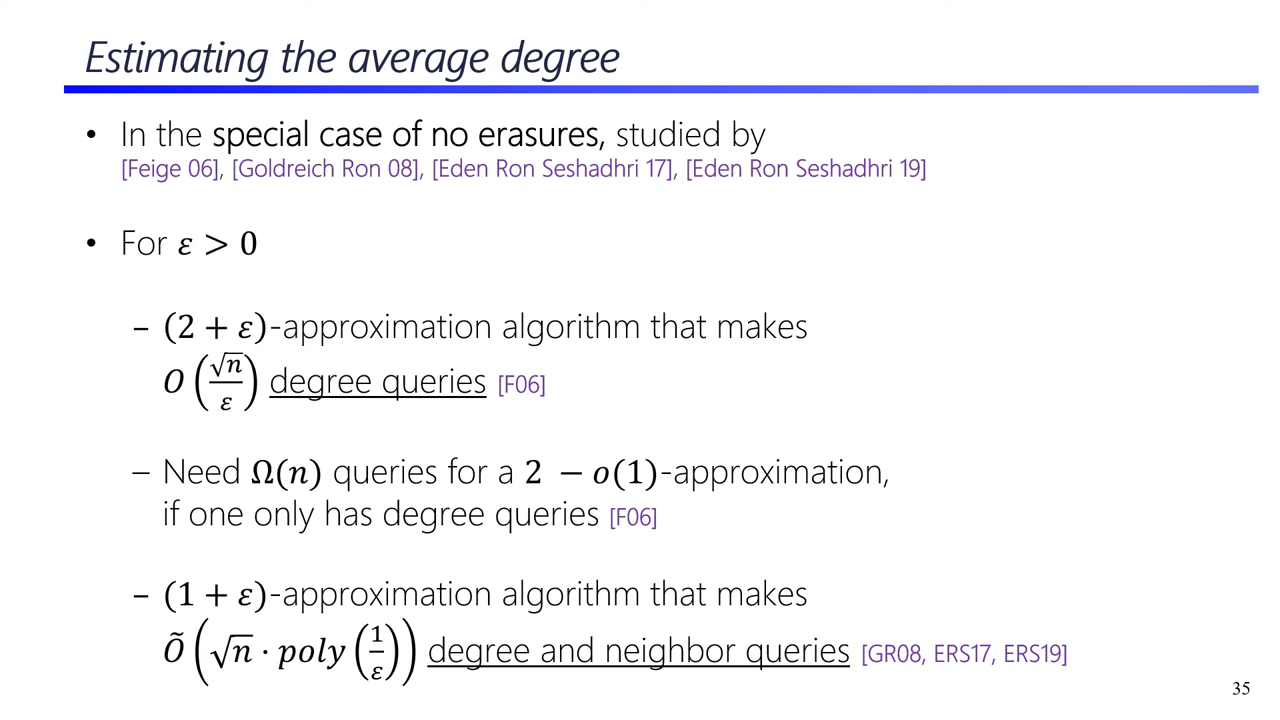 Estimating the average degree
• In the special case of no erasures, studied by
[Feige 06], [Goldreich Ron 08], [Eden Ron Seshadhri 17], [Eden Ron Seshadhri 19]
• For 𝜀 > 0
– (2 + 𝜀)-approximation algorithm that makes
𝑂(√𝑛/𝜀) degree queries [F06]
– Need Ω(𝑛) queries for a 2 − 𝑜(1)-approximation,
if one only has degree queries [F06]
– (1 + 𝜀)-approximation algorithm that makes
Õ(√𝑛 · 𝑝𝑜𝑙𝑦(1/𝜀)) degree and neighbor queries [GR08, ERS17, ERS19]
35